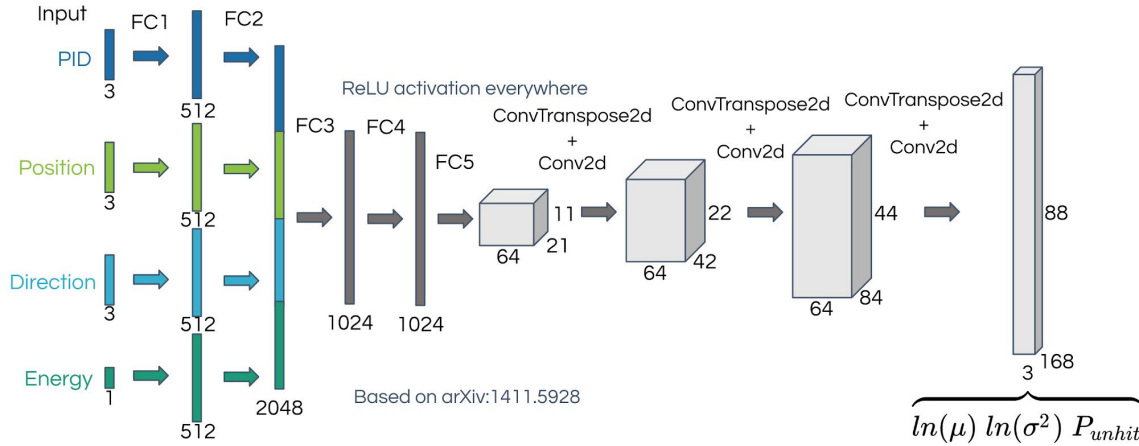 Input
FC1
FC2
PID
3
512
Position
3
512
Direction
3
512
Energy
1
512
2048
ReLU activation everywhere
FC3
FC4
FC5
1024
1024
Based on arXiv:1411.5928
ConvTranspose2d
+
Conv2d
ConvTranspose2d
+
Conv2d
ConvTranspose2d
+
Conv2d
11
21
64
22
42
64
44
84
64
88
168
3
ln(μ) ln(σ²) P_unhit